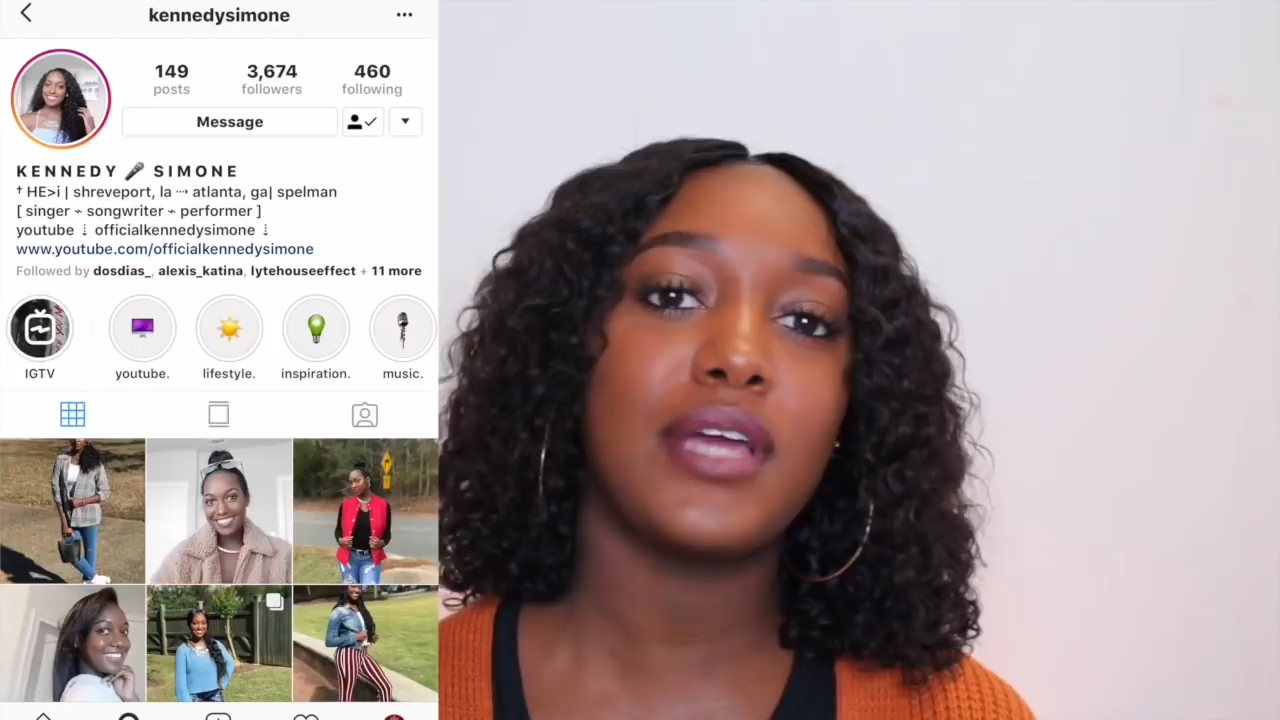 kennedysimone
149
3,674
460
posts
followers
following
Message
KENNEDY 🎤 SIMONE
† HE>i | shreveport, la ⤑ atlanta, ga| spelman
[ singer ⌁ songwriter ⌁ performer ]
youtube ⇣ officialkennedysimone ⇣
www.youtube.com/officialkennedysimone
Followed by dosdias_, alexis_katina, lytehouseeffect + 11 more
IGTV
youtube.
lifestyle.
inspiration.
music.